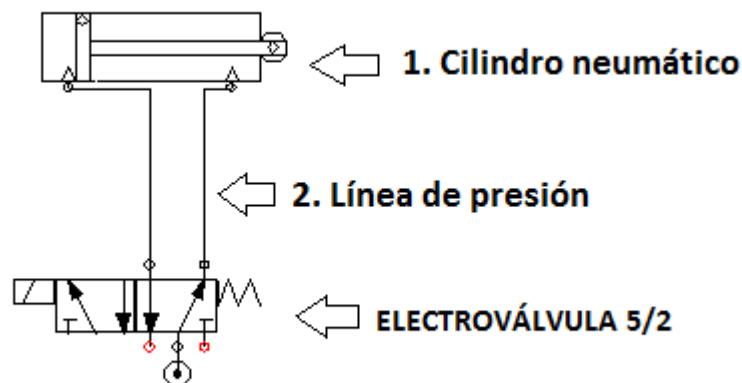 1. Cilindro neumático
2. Línea de presión
ELECTROVÁLVULA 5/2